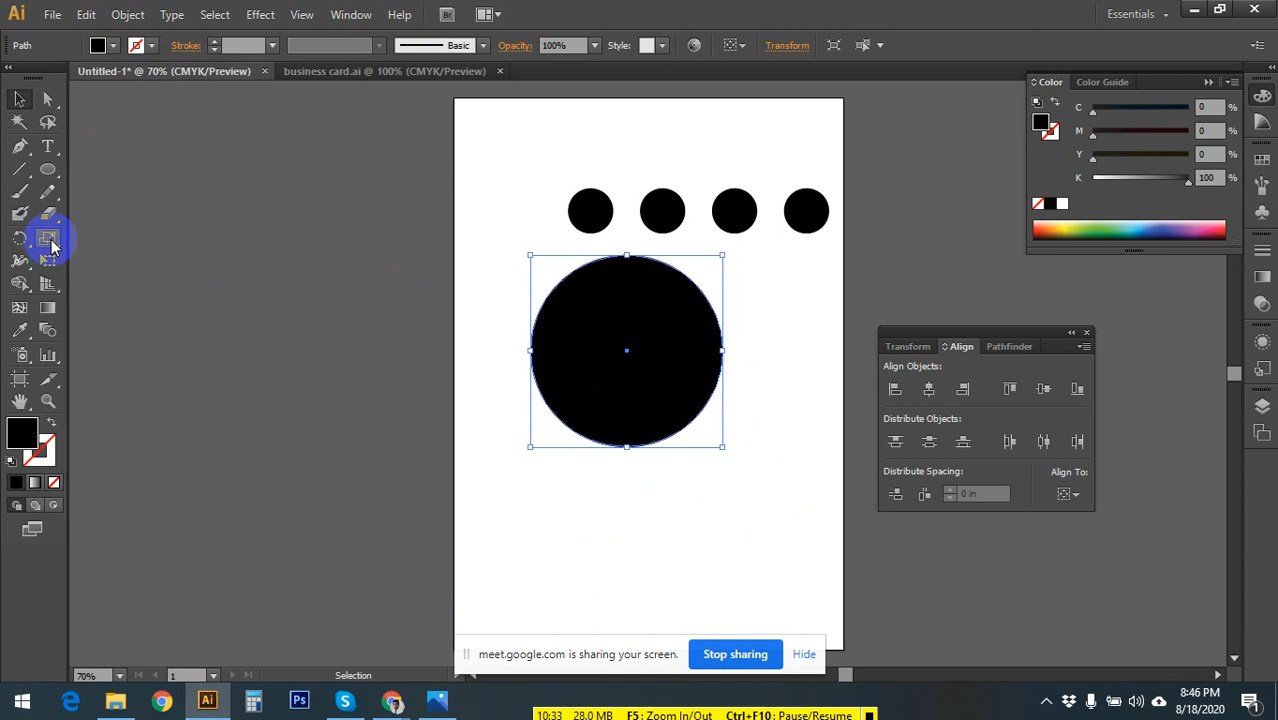 Ai File Edit Object Type Select Effect View Window Help Br Essentials
Path Stroke: Basic Opacity: 100% Style: Transform
Untitled-1* @ 70% (CMYK/Preview) × business card.ai @ 100% (CMYK/Preview) ×
Color Color Guide
C 0 %
M 0 %
Y 0 %
K 100 %
Transform Align Pathfinder
Align Objects:
Distribute Objects:
Distribute Spacing: Align To:
0 in
T
meet.google.com is sharing your screen. Stop sharing Hide
70% 1 Selection
Ai Ps
8:46 PM
8/18/2020
10:33 28.0 MB F5 : Zoom In/Out Ctrl+F10 : Pause/Resume